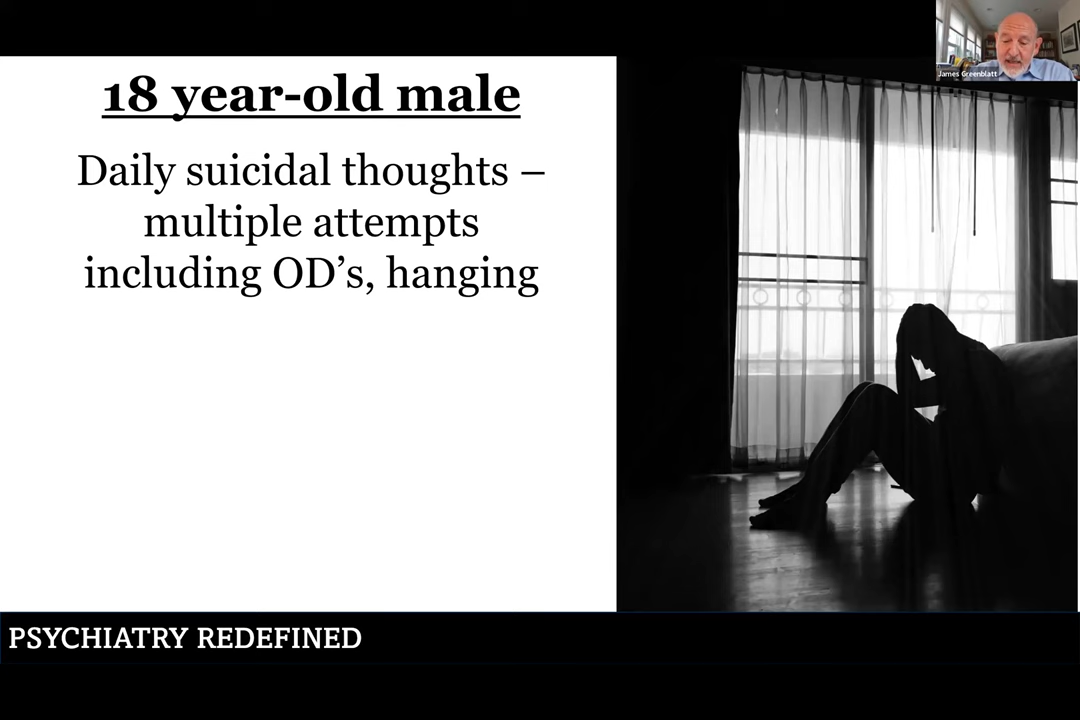 James Greenblatt
18 year-old male
Daily suicidal thoughts –
multiple attempts
including OD’s, hanging
PSYCHIATRY REDEFINED